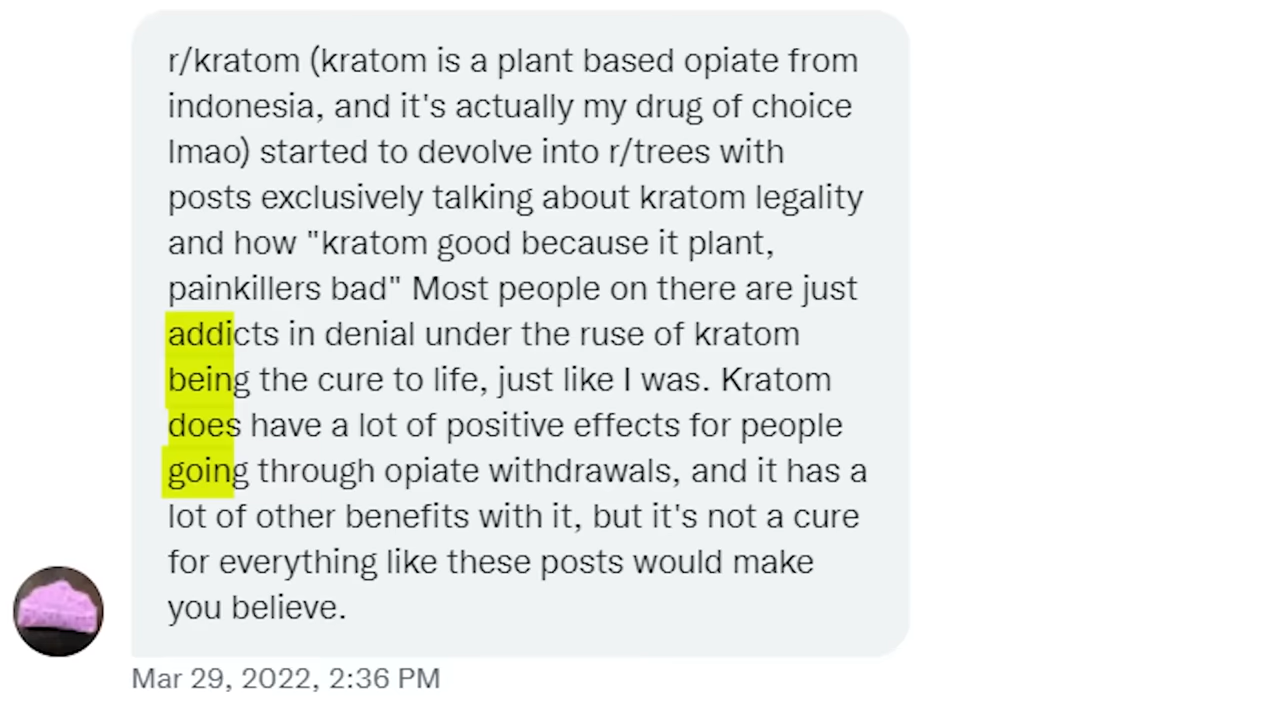 r/kratom (kratom is a plant based opiate from
indonesia, and it's actually my drug of choice
lmao) started to devolve into r/trees with
posts exclusively talking about kratom legality
and how "kratom good because it plant,
painkillers bad" Most people on there are just
addicts in denial under the ruse of kratom
being the cure to life, just like I was. Kratom
does have a lot of positive effects for people
going through opiate withdrawals, and it has a
lot of other benefits with it, but it's not a cure
for everything like these posts would make
you believe.
Mar 29, 2022, 2:36 PM